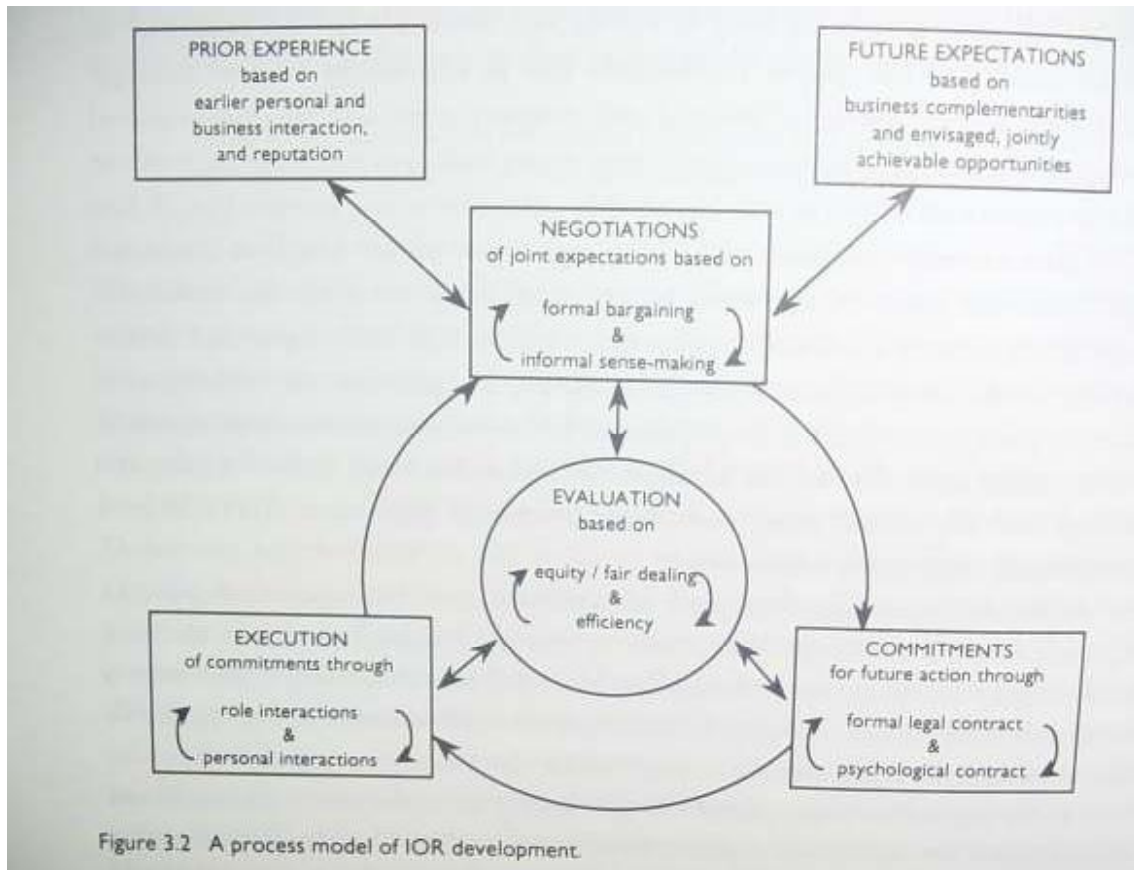 PRIOR EXPERIENCE
based on
earlier personal and
business interaction,
and reputation
FUTURE EXPECTATIONS
based on
business complementarities
and envisaged, jointly
achievable opportunities
NEGOTIATIONS
of joint expectations based on
formal bargaining
&
informal sense-making
EVALUATION
based on
equity / fair dealing
&
efficiency
EXECUTION
of commitments through
role interactions
&
personal interactions
COMMITMENTS
for future action through
formal legal contract
&
psychological contract
Figure 3.2 A process model of IOR development.